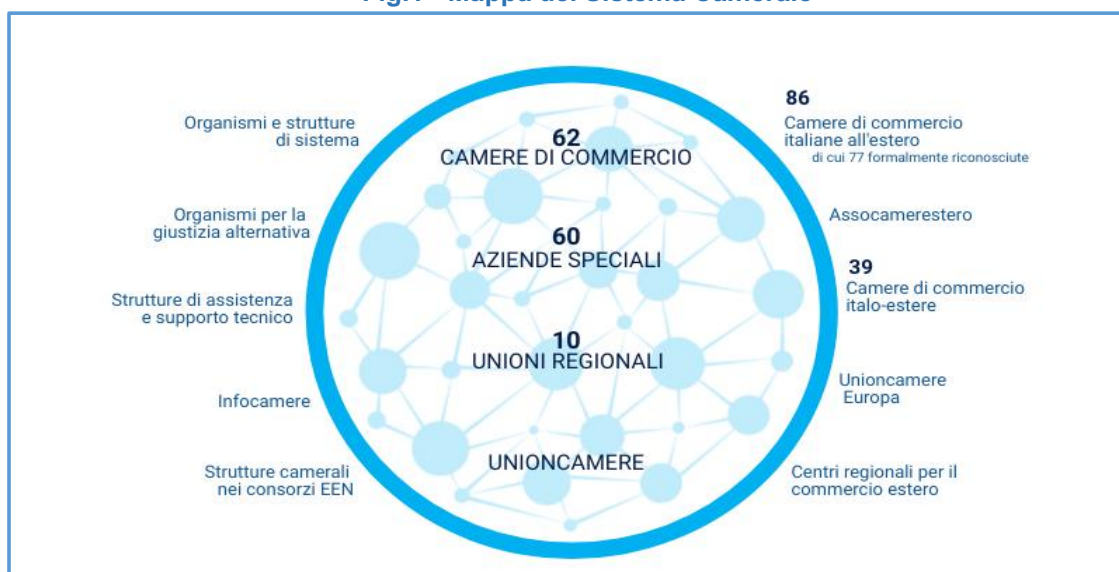 Organismi e strutture
di sistema
Organismi per la
giustizia alternativa
Strutture di assistenza
e supporto tecnico
Infocamere
Strutture camerali
nei consorzi EEN
62
CAMERE DI COMMERCIO
60
AZIENDE SPECIALI
10
UNIONI REGIONALI
UNIONCAMERE
86
Camere di commercio
italiane all'estero
di cui 77 formalmente riconosciute
Assocamerestero
39
Camere di commercio
italo-estere
Unioncamere
Europa
Centri regionali per il
commercio estero